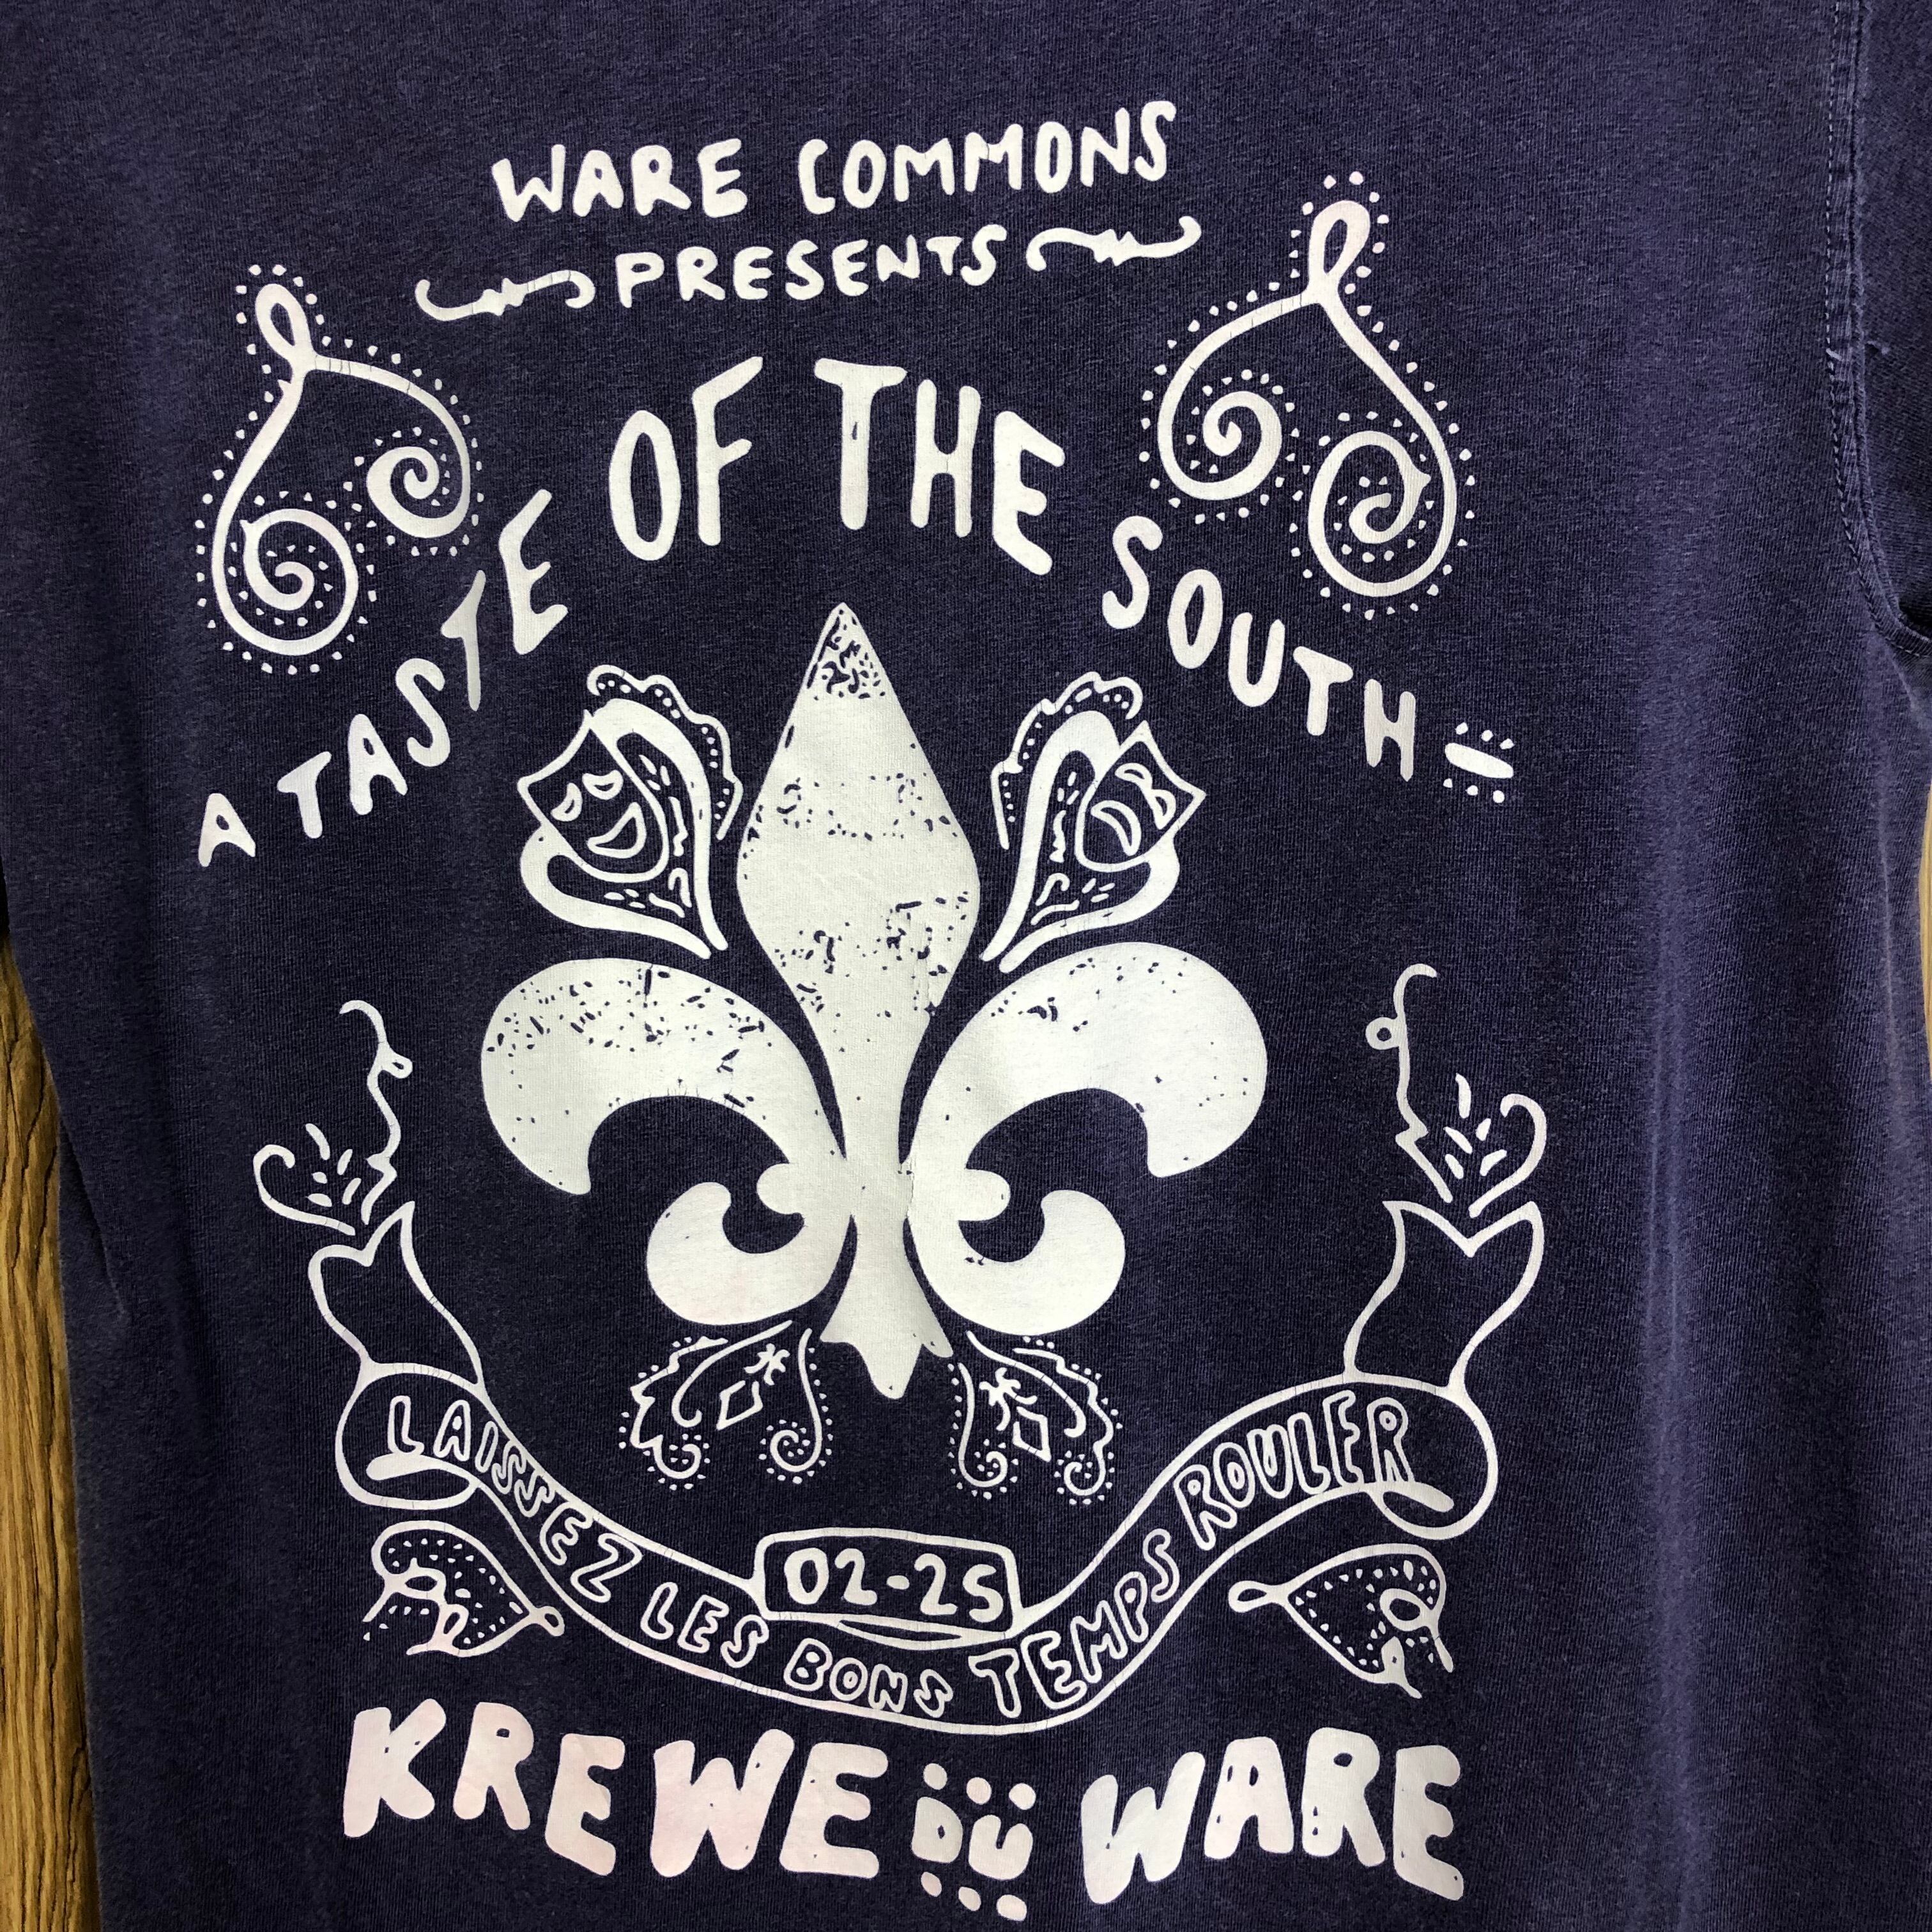 WARE COMMONS
PRESENTS
A TASTE OF THE SOUTH
02-25
LAISSEZ LES BONS TEMPS ROULER
KREWE DU WARE